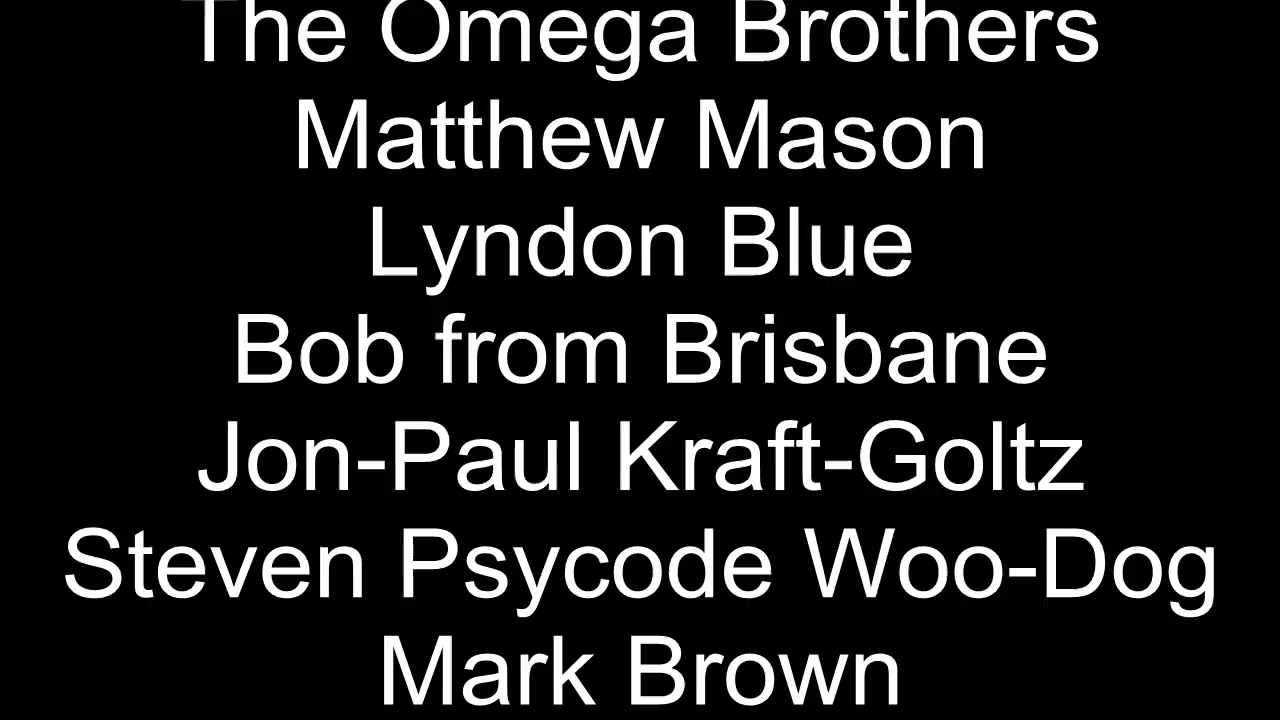 The Omega Brothers
Matthew Mason
Lyndon Blue
Bob from Brisbane
Jon-Paul Kraft-Goltz
Steven Psycode Woo-Dog
Mark Brown